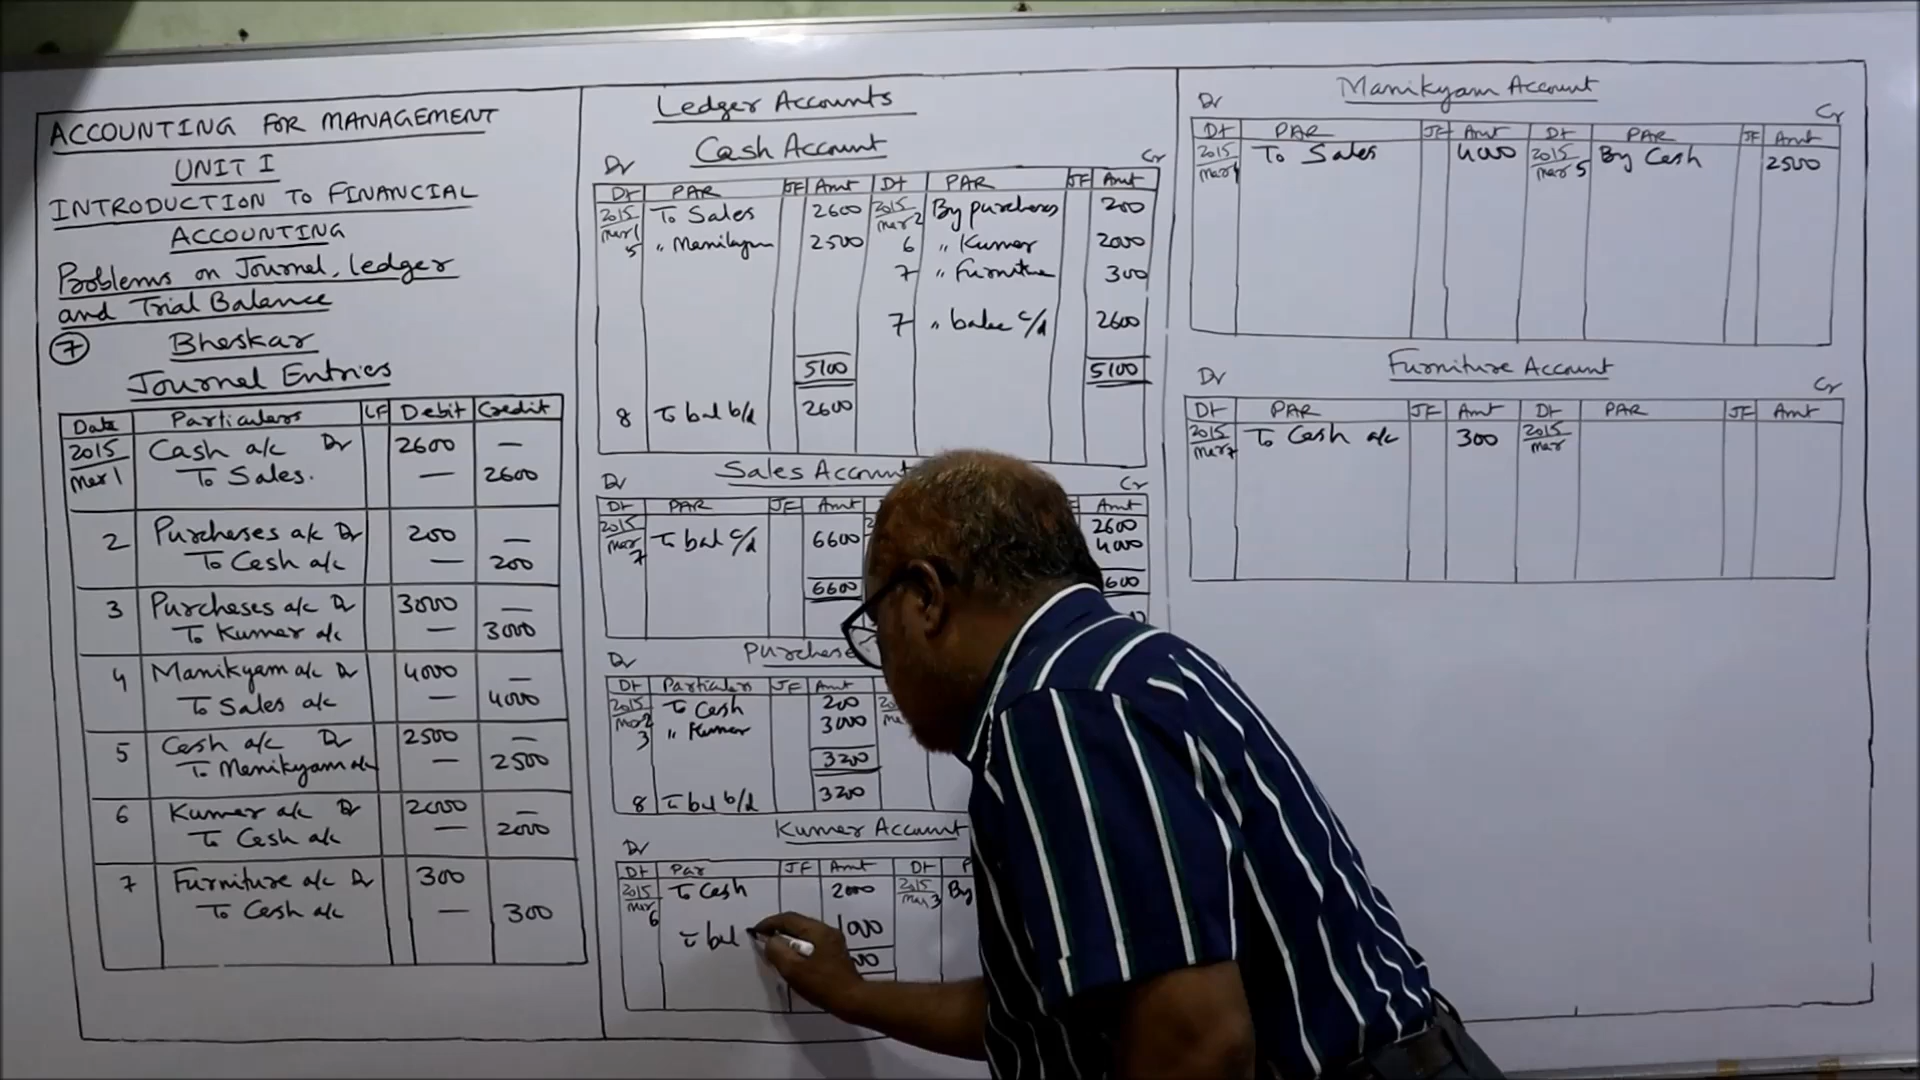 ACCOUNTING FOR MANAGEMENT
UNIT I
INTRODUCTION TO FINANCIAL
ACCOUNTING
Problems on Journal, ledger
and Trial Balance
7 Bhaskar
Journal Entries
Date Particulars LF Debit Credit
2015 Cash a/c Dr 2600 —
Mar 1 To Sales. — 2600
2 Purchases a/c Dr 200 —
To Cash a/c — 200
3 Purchases a/c Dr 3000 —
To Kumar a/c — 3000
4 Manikyam a/c Dr 4000 —
To Sales a/c — 4000
5 Cash a/c Dr 2500 —
To Manikyam a/c — 2500
6 Kumar a/c Dr 2000 —
To Cash a/c — 2000
7 Furniture a/c Dr 300
To Cash a/c — 300
Ledger Accounts
Cash Account
Dr Cr
Dt PAR JF Amt Dt PAR JF Amt
2015 To Sales 2600 2015 By purchases 200
Mar 1 Mar 2
5 " Manikyam 2500 6 " Kumar 2000
7 " Furniture 300
7 " balce c/d 2600
5100 5100
8 To bal b/d 2600
Sales Account
Dr Cr
Dt PAR JF Amt Amt
2015 2600
Mar To bal c/d 6600 4000
7
6600 600
Purchase
Dr
Dt Particulars JF Amt
2015 To Cash 200
Mar 2 " Kumar 3000
3
3200
8 To bal b/d 3200
Kumar Account
Dr
Dt Par JF Amt Dt P
2015 To Cash 2000 2015 By
Mar Mar 3
6
To bal 000
00
Manikyam Account
Dr Cr
Dt PAR JF Amt Dt PAR JF Amt
2015 To Sales 4000 2015 By Cash 2500
Mar 4 Mar 5
Furniture Account
Dr Cr
Dt PAR JF Amt Dt PAR JF Amt
2015 To Cash a/c 300 2015
Mar 7 Mar